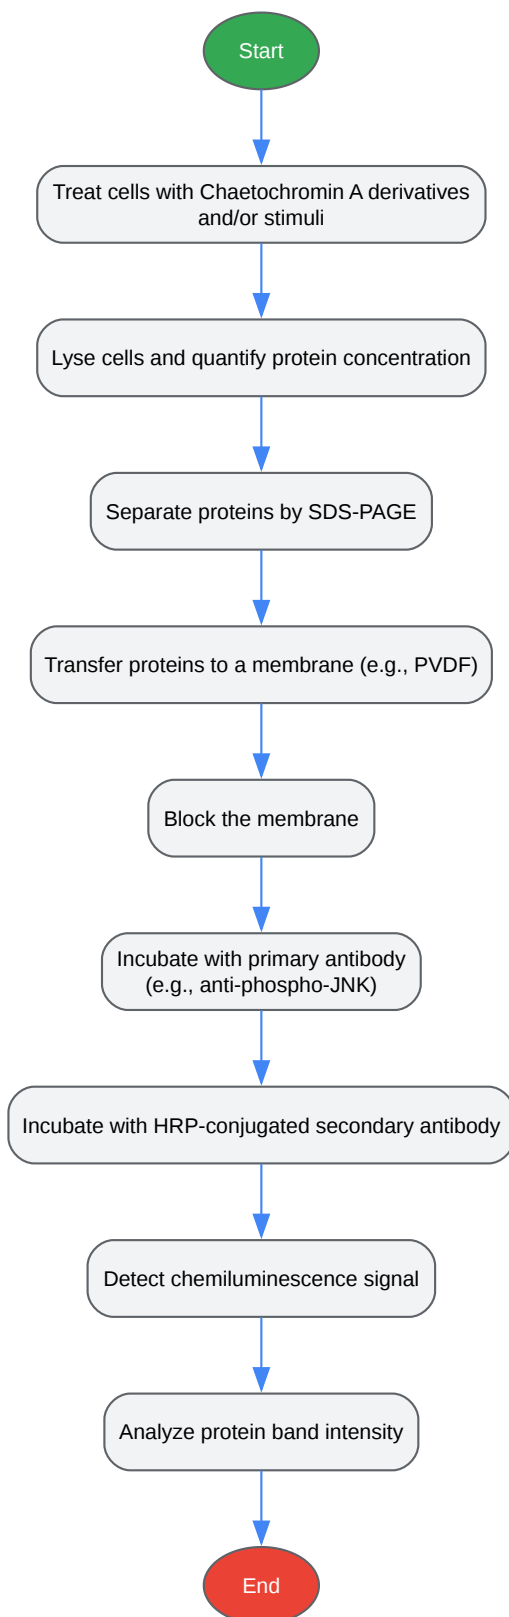 Start
Treat cells with Chaetochromin A derivatives
and/or stimuli
Lyse cells and quantify protein concentration
Separate proteins by SDS-PAGE
Transfer proteins to a membrane (e.g., PVDF)
Block the membrane
Incubate with primary antibody
(e.g., anti-phospho-JNK)
Incubate with HRP-conjugated secondary antibody
Detect chemiluminescence signal
Analyze protein band intensity
End